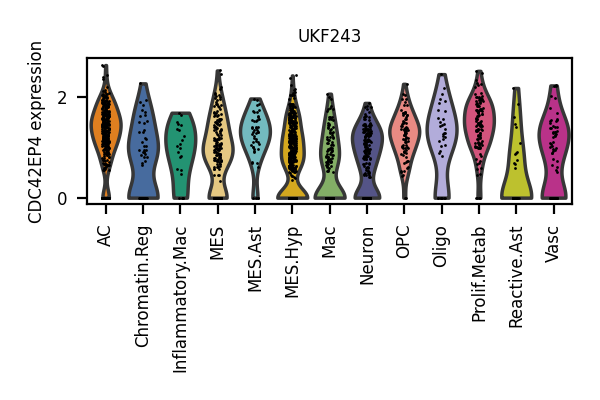 UKF243
CDC42EP4 expression
2
0
AC
Chromatin.Reg
Inflammatory.Mac
MES
MES.Ast
MES.Hyp
Mac
Neuron
OPC
Oligo
Prolif.Metab
Reactive.Ast
Vasc